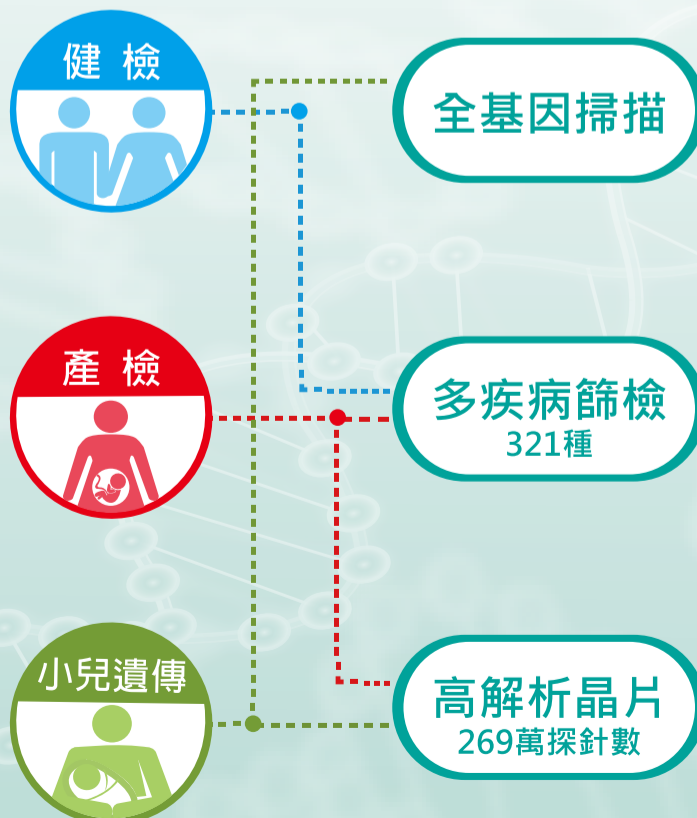 健檢
全基因掃描
產檢
多疾病篩檢
321種
小兒遺傳
高解析晶片
269萬探針數